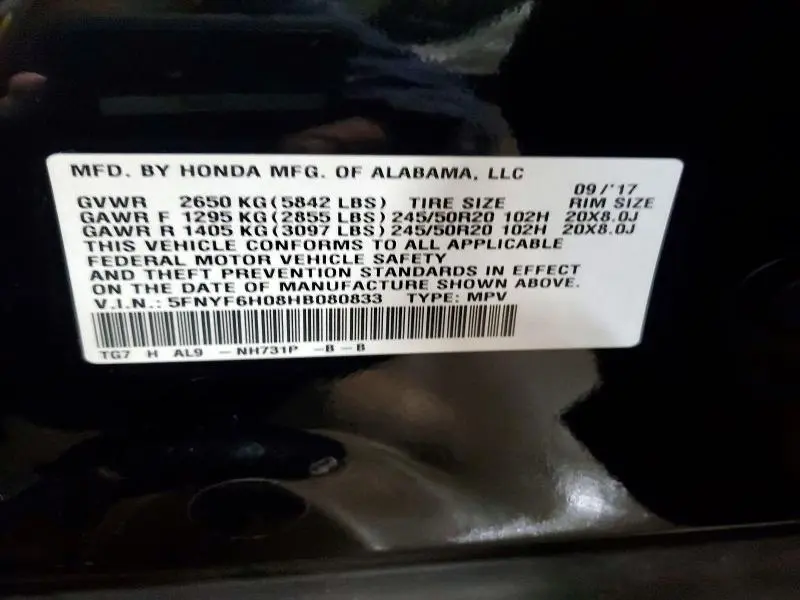 MFD. BY HONDA MFG. OF ALABAMA, LLC
09/'17
GVWR 2650 KG(5842 LBS) TIRE SIZE RIM SIZE
GAWR F 1295 KG(2855 LBS)245/50R20 102H 20X8.0J
GAWR R 1405 KG(3097 LBS)245/50R20 102H 20X8.0J
THIS VEHICLE CONFORMS TO ALL APPLICABLE
FEDERAL MOTOR VEHICLE SAFETY
AND THEFT PREVENTION STANDARDS IN EFFECT
ON THE DATE OF MANUFACTURE SHOWN ABOVE.
V.I.N.: 5FNYF6H08HB080833 TYPE: MPV
TG7 H AL9 -NH731P -B-B